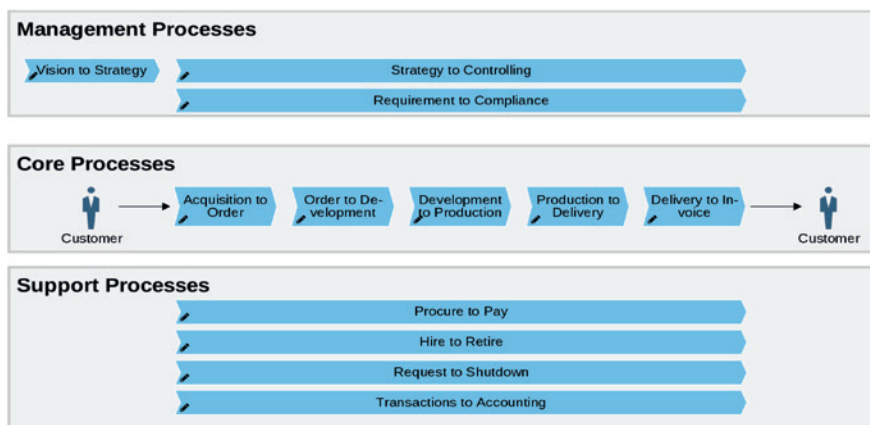 Management Processes
Vision to Strategy
Strategy to Controlling
Requirement to Compliance
Core Processes
Customer
Acquisition to
Order
Order to De-
velopment
Development
to Production
Production to
Delivery
Delivery to In-
voice
Customer
Support Processes
Procure to Pay
Hire to Retire
Request to Shutdown
Transactions to Accounting